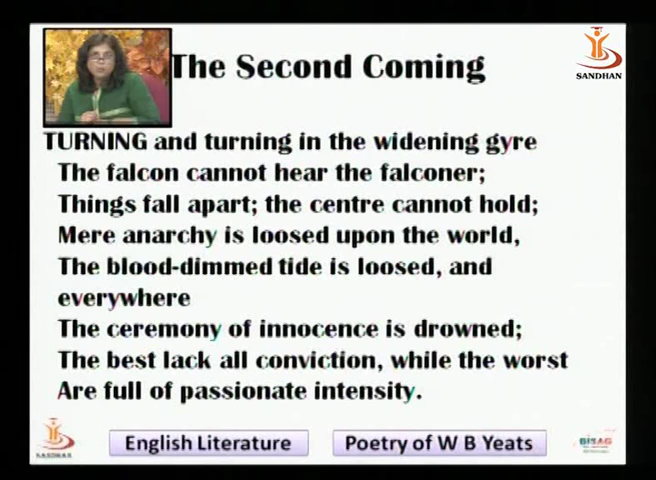 The Second Coming
SANDHAN
TURNING and turning in the widening gyre
The falcon cannot hear the falconer;
Things fall apart; the centre cannot hold;
Mere anarchy is loosed upon the world,
The blood-dimmed tide is loosed, and
everywhere
The ceremony of innocence is drowned;
The best lack all conviction, while the worst
Are full of passionate intensity.
SANDHAN
English Literature
Poetry of W B Yeats
BISAG